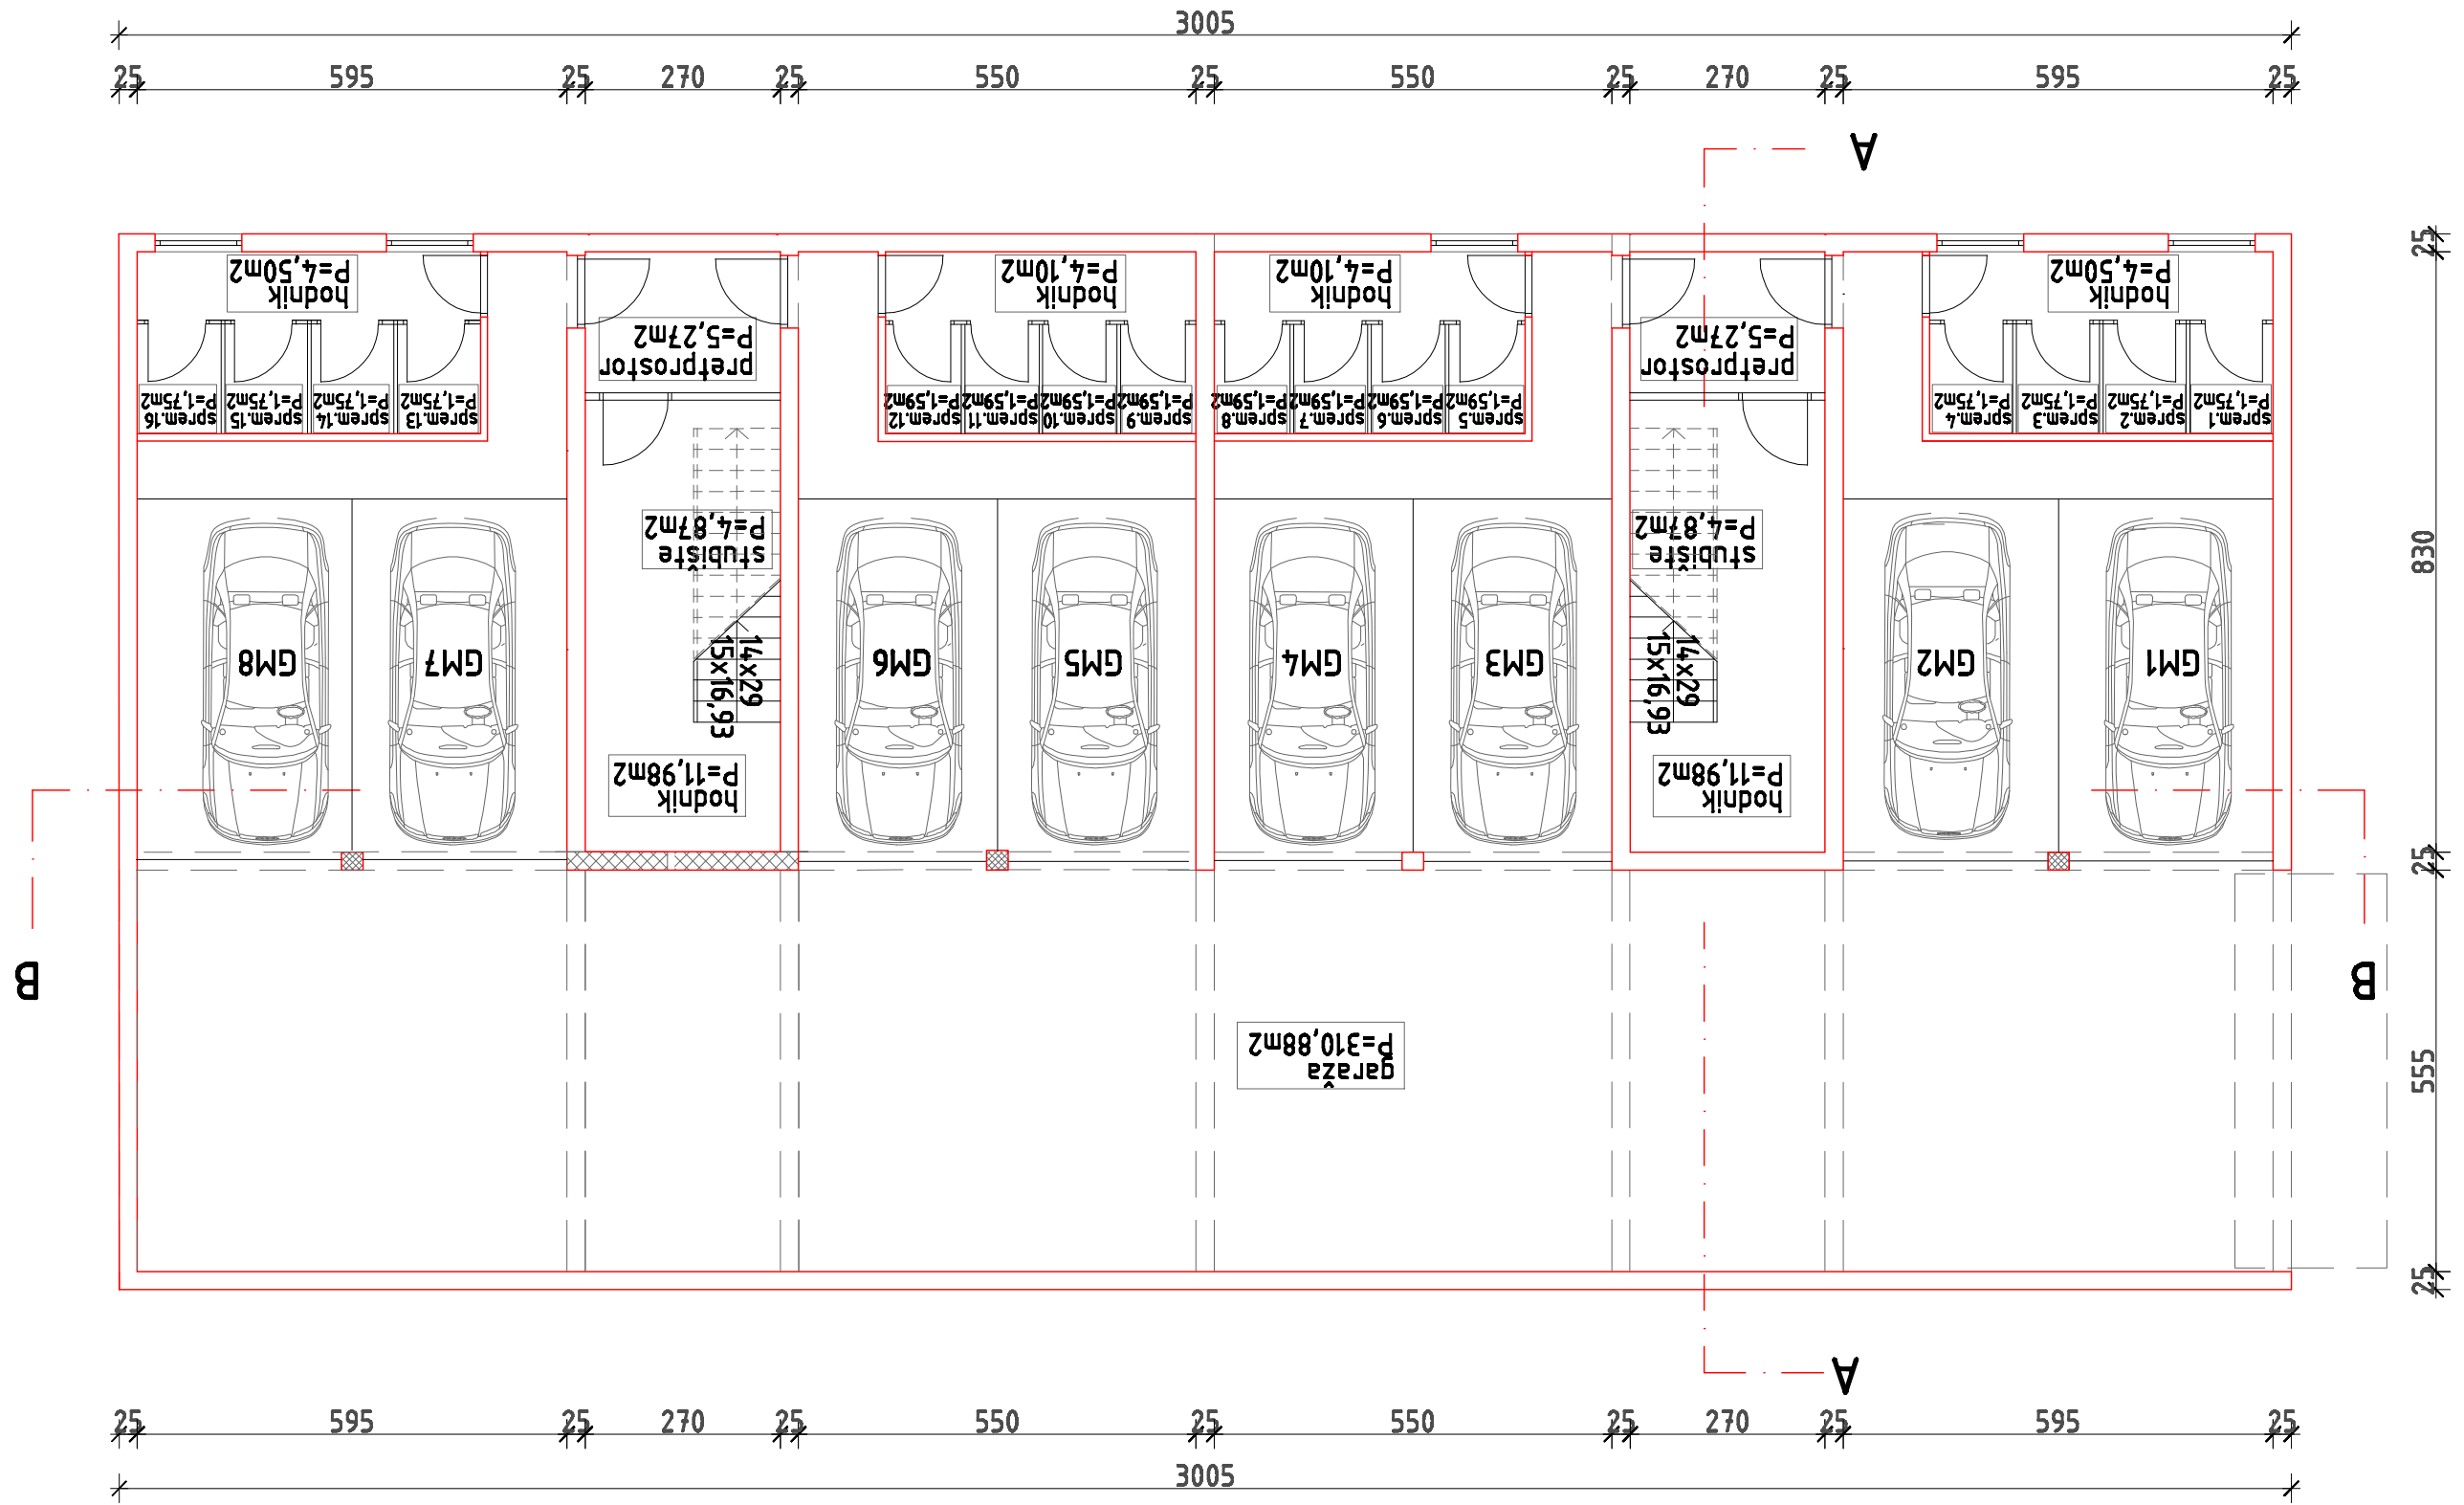 3005
25 595 25 270 25 550 25 550 25 270 25 595 25
A
hodnik
P=4,50m2
hodnik
P=4,10m2
hodnik
P=4,10m2
hodnik
P=4,50m2
pretprostor
P=5,27m2
pretprostor
P=5,27m2
sprem.16
P=1,75m2
sprem.15
P=1,75m2
sprem.14
P=1,75m2
sprem.13
P=1,75m2
sprem.12
P=1,59m2
sprem.11
P=1,59m2
sprem.10
P=1,59m2
sprem.9
P=1,59m2
sprem.8
P=1,59m2
sprem.7
P=1,59m2
sprem.6
P=1,59m2
sprem.5
P=1,59m2
sprem.4
P=1,75m2
sprem.3
P=1,75m2
sprem.2
P=1,75m2
sprem.1
P=1,75m2
stubište
P=4,87m2
stubište
P=4,87m2
GM8
GM7
14x29
15x16,93
GM6
GM5
GM4
GM3
14x29
15x16,93
GM2
GM1
hodnik
P=11,98m2
hodnik
P=11,98m2
B
B
garaža
P=310,88m2
25
830
25
555
25
A
25 595 25 270 25 550 25 550 25 270 25 595 25
3005